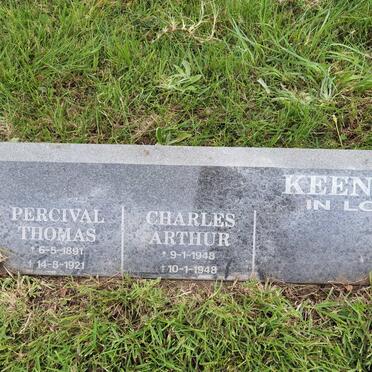 PERCIVAL
THOMAS
* 6-5-1891
† 14-8-1921
CHARLES
ARTHUR
* 9-1-1948
† 10-1-1948
KEEN
IN LO